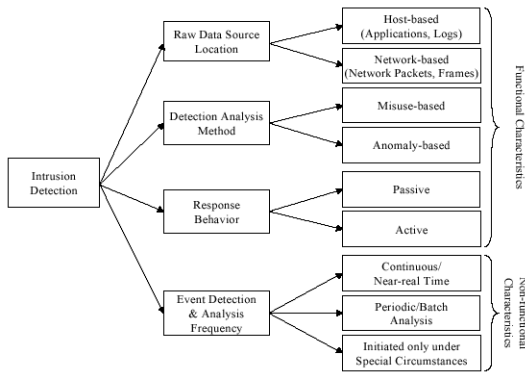 Intrusion
Detection
Raw Data Source
Location
Detection Analysis
Method
Response
Behavior
Event Detection
& Analysis
Frequency
Host-based
(Applications, Logs)
Network-based
(Network Packets, Frames)
Misuse-based
Anomaly-based
Passive
Active
Continuous/
Near-real Time
Periodic/Batch
Analysis
Initiated only under
Special Circumstances
Functional Characteristics
Non-functional
Characteristics